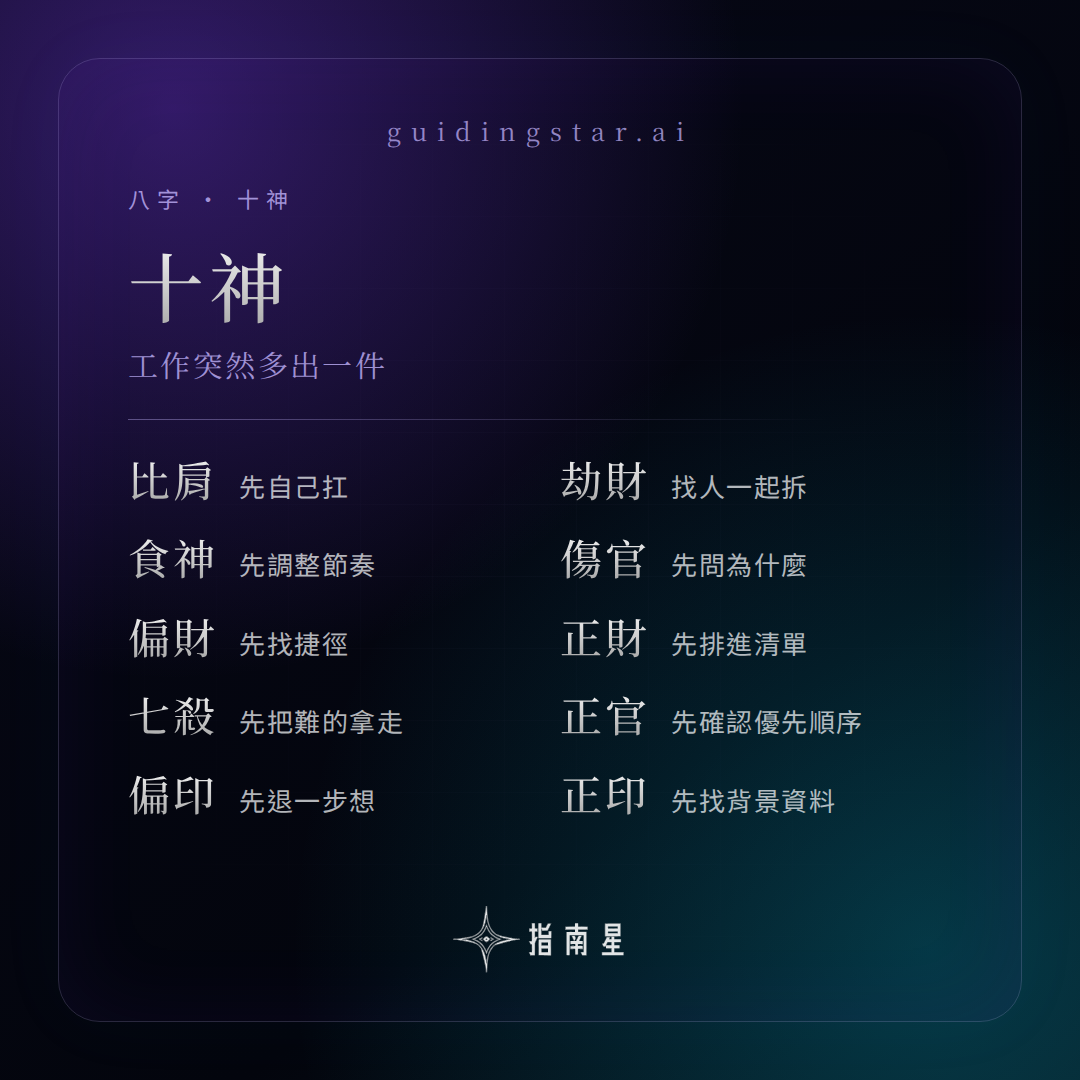 guidingstar.ai
八字 · 十神
十神
工作突然多出一件
比肩 先自己扛
劫財 找人一起拆
食神 先調整節奏
傷官 先問為什麼
偏財 先找捷徑
正財 先排進清單
七殺 先把難的拿走
正官 先確認優先順序
偏印 先退一步想
正印 先找背景資料
指南星